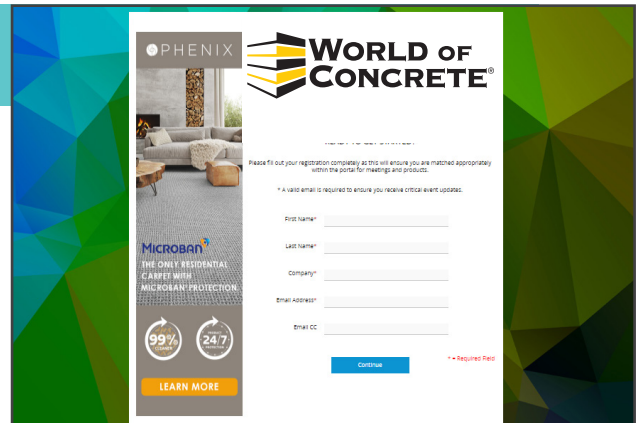 PHENIX
WORLD OF
CONCRETE®
Please fill out your registration completely as this will ensure you are matched appropriately
within the portal for meetings and products.
* A valid email is required to ensure you receive critical event updates.
First Name*
Last Name*
Company*
Email Address*
Email CC
Continue
* = Required Field
MICROBAN®
THE ONLY RESIDENTIAL
CARPET WITH
MICROBAN® PROTECTION.
99%
24/7
LEARN MORE